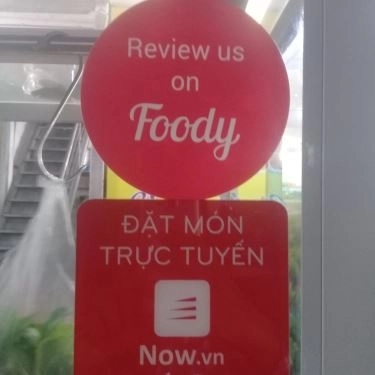 Review us
on
Foody
ĐẶT MÓN
TRỰC TUYẾN
Now.vn